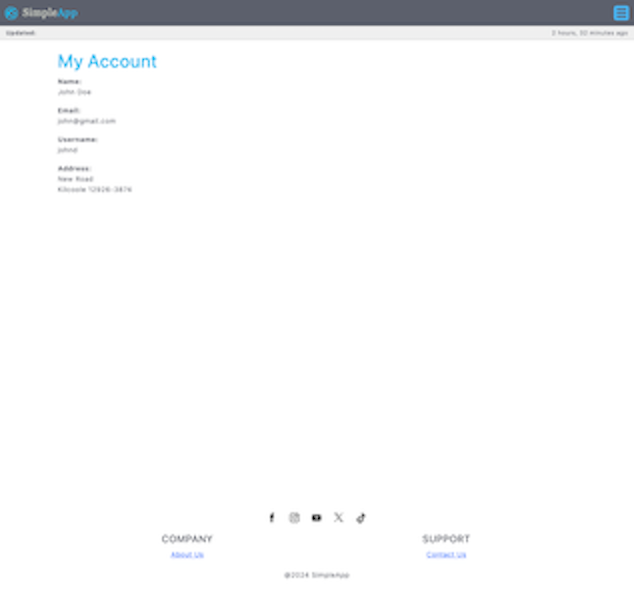 SimpleApp
Updated: 2 hours, 32 minutes ago
My Account
Name:
John Doe
Email:
john@gmail.com
Username:
johnd
Address:
New Road
Kilcoole 12926-3874
COMPANY
SUPPORT
About Us
Contact Us
©2024 SimpleApp